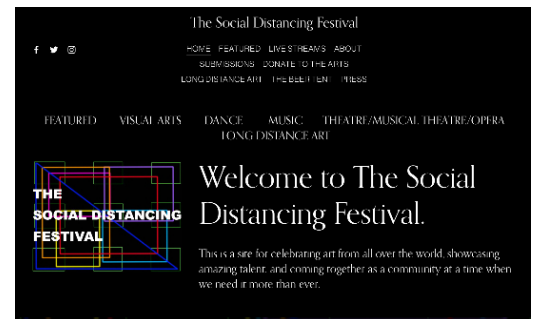 The Social Distancing Festival
HOME FEATURED LIVE STREAMS ABOUT
SUBMISSIONS DONATE TO THE ARTS
LONG DISTANCE ART THE BEER TENT PRESS
FEATURED VISUAL ARTS DANCE MUSIC THEATRE/MUSICAL THEATRE/OPERA
LONG DISTANCE ART
THE
SOCIAL DISTANCING
FESTIVAL
Welcome to The Social
Distancing Festival.
This is a site for celebrating art from all over the world, showcasing
amazing talent, and coming together as a community at a time when
we need it more than ever.